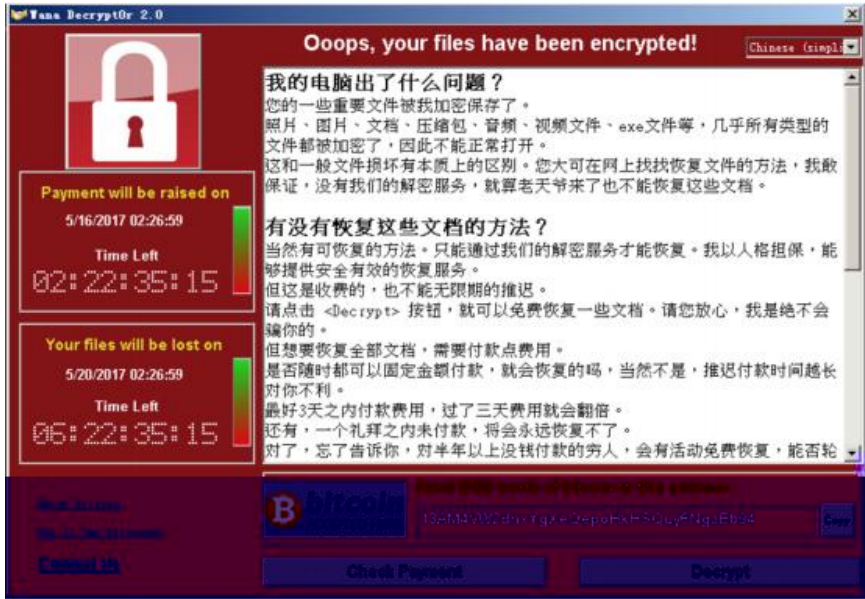 Wana Decrypt0r 2.0
Ooops, your files have been encrypted!
Chinese (simpli
Payment will be raised on
5/16/2017 02:26:59
Time Left
02:22:35:15
Your files will be lost on
5/20/2017 02:26:59
Time Left
06:22:35:15
我的电脑出了什么问题？
您的一些重要文件被我加密保存了。
照片、图片、文档、压缩包、音频、视频文件、exe文件等，几乎所有类型的
文件都被加密了，因此不能正常打开。
这和一般文件损坏有本质上的区别。您大可在网上找找恢复文件的方法，我敢
保证，没有我们的解密服务，就算老天爷来了也不能恢复这些文档。
有没有恢复这些文档的方法？
当然有可恢复的方法。只能通过我们的解密服务才能恢复。我以人格担保，能
够提供安全有效的恢复服务。
但这是收费的，也不能无限期的推迟。
请点击 <Decrypt> 按钮，就可以免费恢复一些文档。请您放心，我是绝不会
骗你的。
但想要恢复全部文档，需要付款点费用。
是否随时都可以固定金额付款，就会恢复的吗，当然不是，推迟付款时间越长
对你不利。
最好3天之内付款费用，过了三天费用就会翻倍。
还有，一个礼拜之内未付款，将会永远恢复不了。
对了，忘了告诉你，对半年以上没钱付款的穷人，会有活动免费恢复，能否轮
bitcoin
Copy
Contact Us
Check Payment
Decrypt